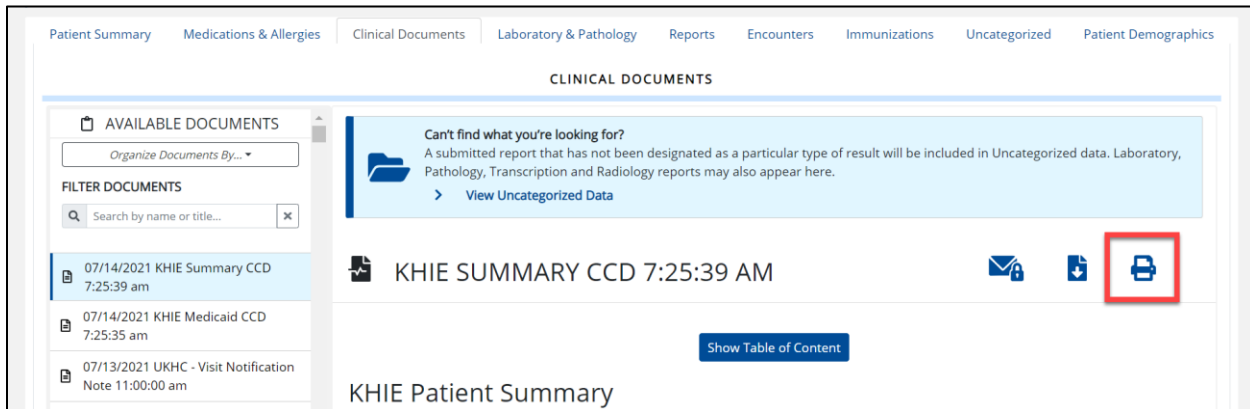 Patient Summary Medications & Allergies Clinical Documents Laboratory & Pathology Reports Encounters Immunizations Uncategorized Patient Demographics
CLINICAL DOCUMENTS
AVAILABLE DOCUMENTS
Organize Documents By...
FILTER DOCUMENTS
Search by name or title...
07/14/2021 KHIE Summary CCD
7:25:39 am
07/14/2021 KHIE Medicaid CCD
7:25:35 am
07/13/2021 UKHC - Visit Notification
Note 11:00:00 am
Can't find what you're looking for?
A submitted report that has not been designated as a particular type of result will be included in Uncategorized data. Laboratory,
Pathology, Transcription and Radiology reports may also appear here.
> View Uncategorized Data
KHIE SUMMARY CCD 7:25:39 AM
Show Table of Content
KHIE Patient Summary